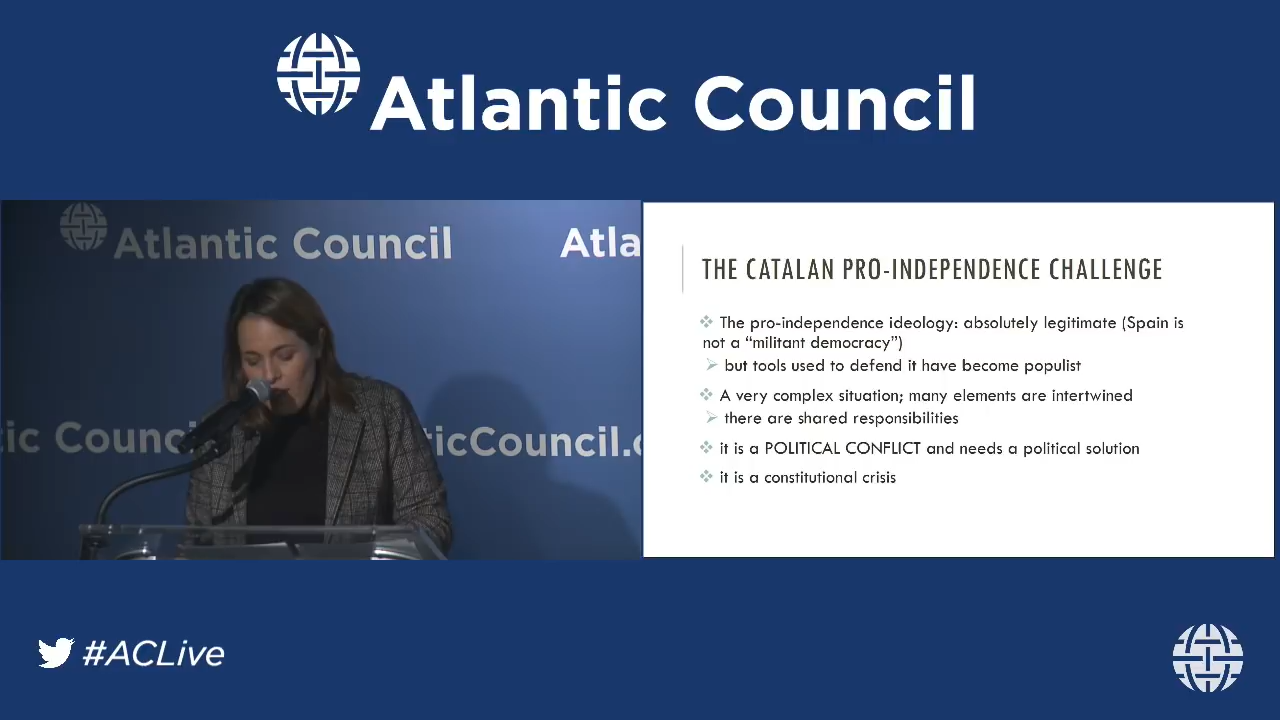 Atlantic Council
Atlantic Council
Atla
tic Counc
ticCouncil.
THE CATALAN PRO-INDEPENDENCE CHALLENGE
The pro-independence ideology: absolutely legitimate (Spain is
not a “militant democracy”)
but tools used to defend it have become populist
A very complex situation; many elements are intertwined
there are shared responsibilities
it is a POLITICAL CONFLICT and needs a political solution
it is a constitutional crisis
#ACLive